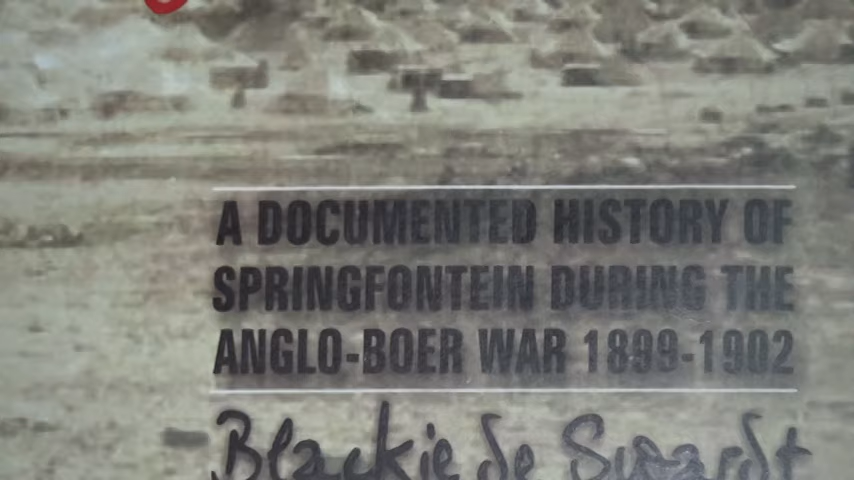 A DOCUMENTED HISTORY OF
SPRINGFONTEIN DURING THE
ANGLO-BOER WAR 1899-1902
Blackie de Swardt